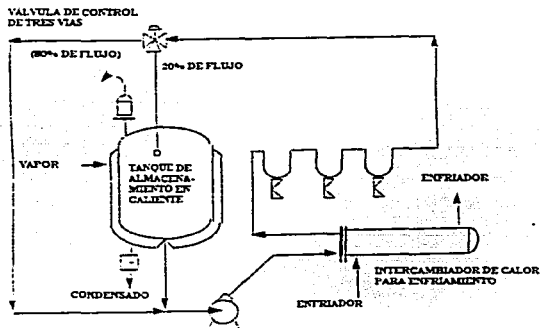 VALVULA DE CONTROL
DE TRES VIAS
(80% DE FLUJO)
20% DE FLUJO
VAPOR
TANQUE DE
ALMACENA-
MIENTO EN
CALIENTE
ENFRIADOR
INTERCAMBIADOR DE CALOR
PARA ENFRIAMIENTO
ENFRIADOR
CONDENSADO